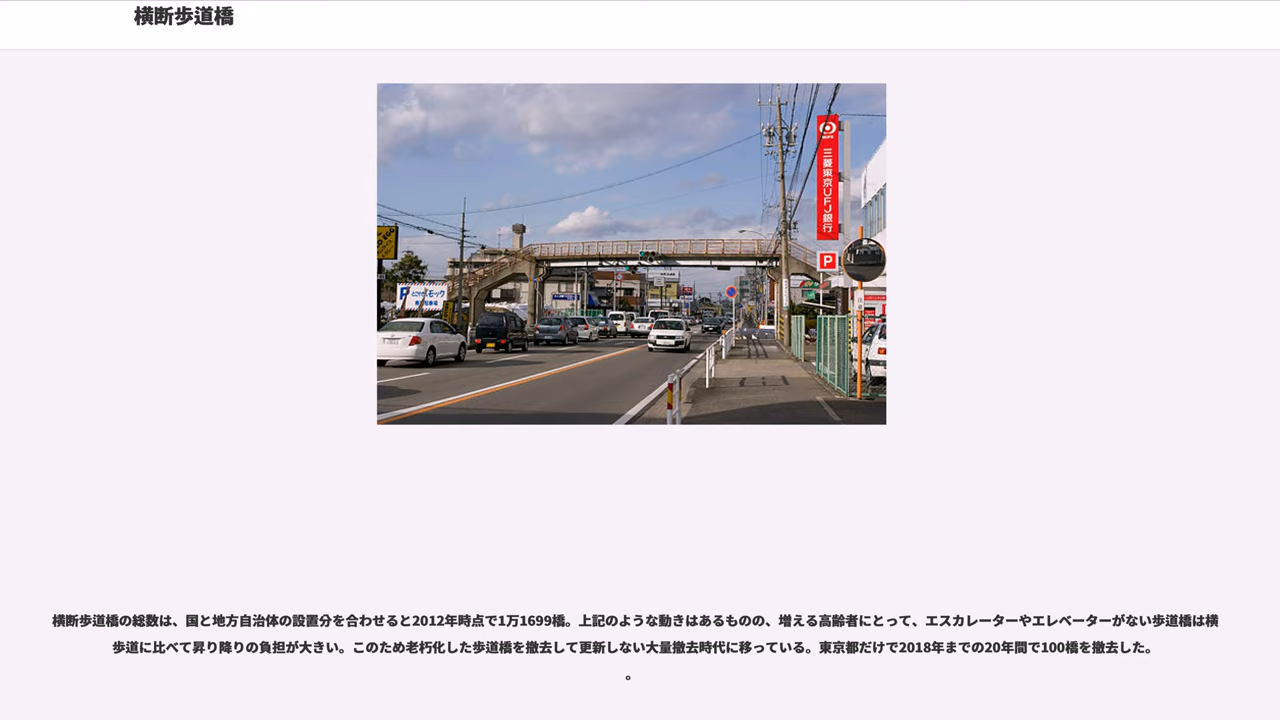 横断歩道橋
三菱東京UFJ銀行
P
P
モック
横断歩道橋の総数は、国と地方自治体の設置分を合わせると2012年時点で1万1699橋。上記のような動きはあるものの、増える高齢者にとって、エスカレーターやエレベーターがない歩道橋は横
歩道に比べて昇り降りの負担が大きい。このため老朽化した歩道橋を撤去して更新しない大量撤去時代に移っている。東京都だけで2018年までの20年間で100橋を撤去した。
。